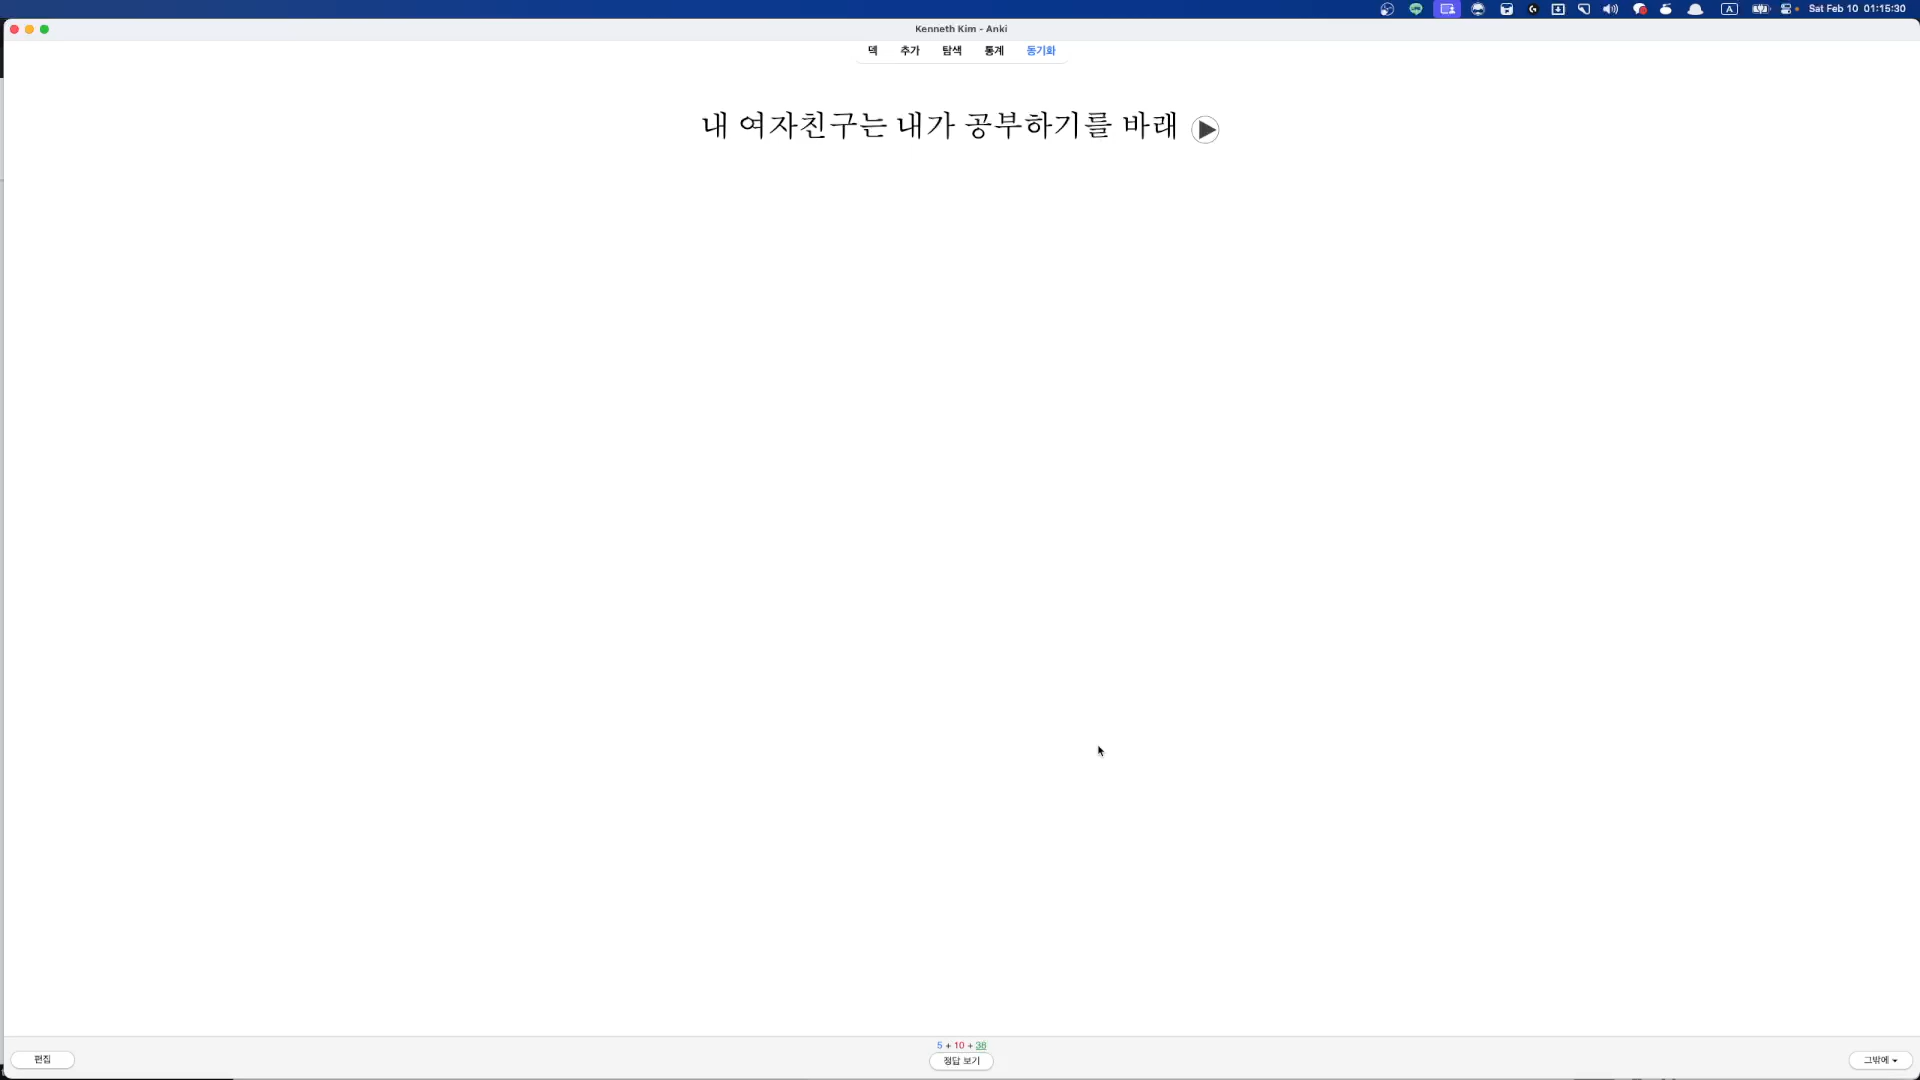 Sat Feb 10 01:15:30
Kenneth Kim - Anki
덱 추가 탐색 통계 동기화
내 여자친구는 내가 공부하기를 바래
5 + 10 + 38
편집 정답 보기 그밖에